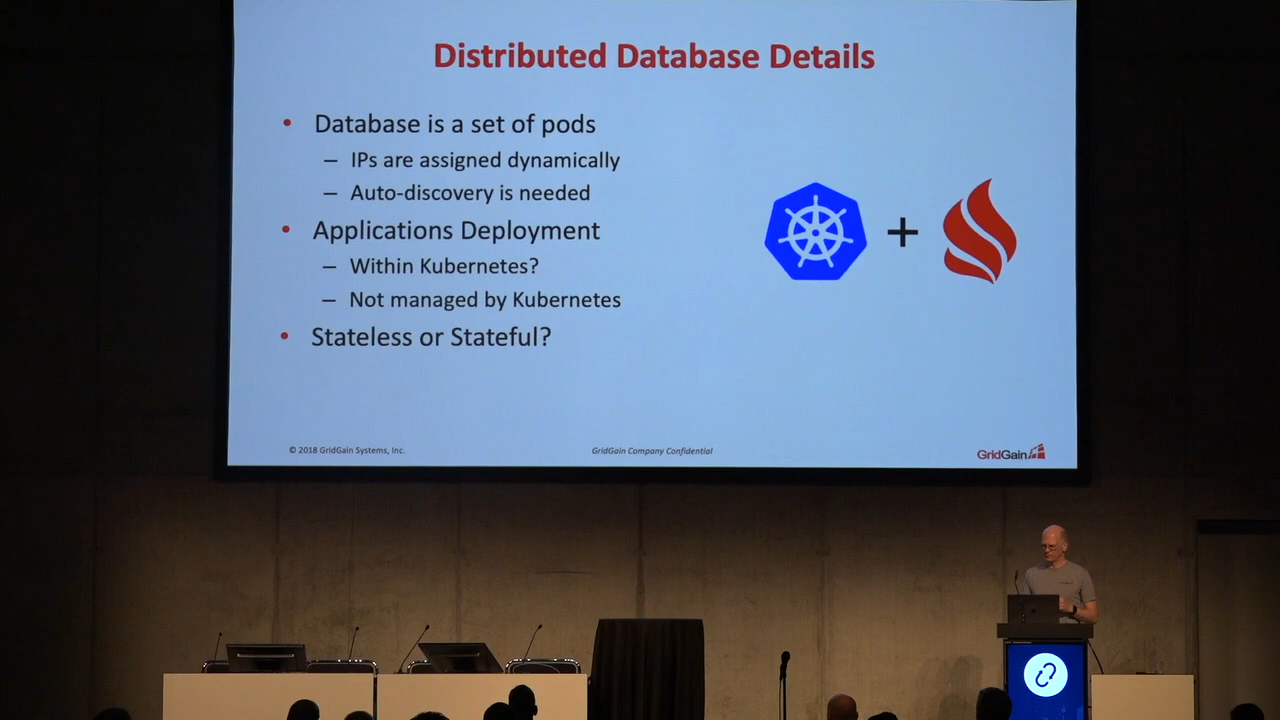 Distributed Database Details
• Database is a set of pods
– IPs are assigned dynamically
– Auto-discovery is needed
• Applications Deployment
– Within Kubernetes?
– Not managed by Kubernetes
• Stateless or Stateful?
+
© 2018 GridGain Systems, Inc.
GridGain Company Confidential
GridGain